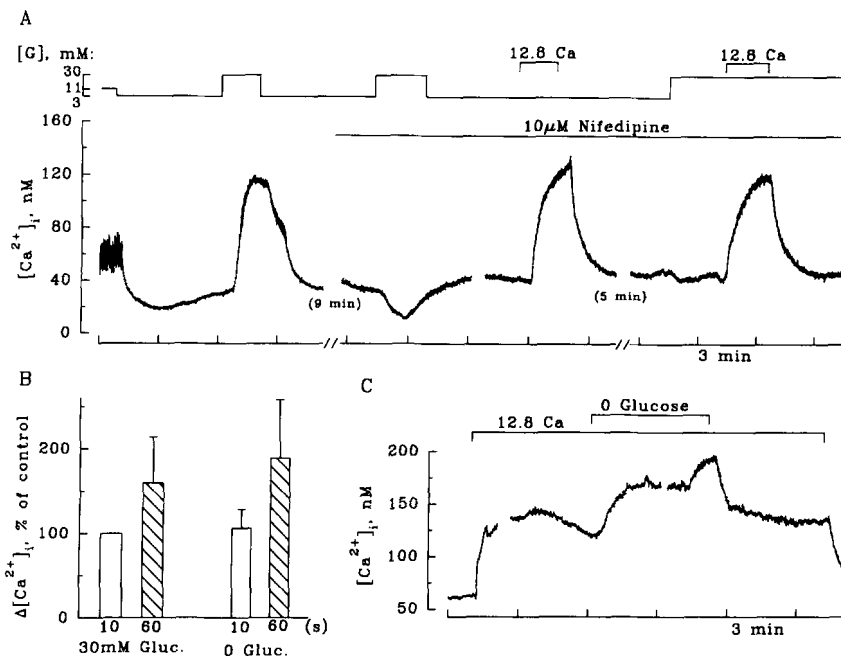 A
[G], mM:
30
11
3
12.8 Ca
12.8 Ca
10µM Nifedipine
160
120
80
40
0
[Ca2+]i, nM
(9 min)
(5 min)
3 min
B
200
100
0
Δ[Ca2+]i, % of control
10
60
10
60
(s)
30mM Gluc.
0 Gluc.
C
0 Glucose
12.8 Ca
200
150
100
50
[Ca2+]i, nM
3 min